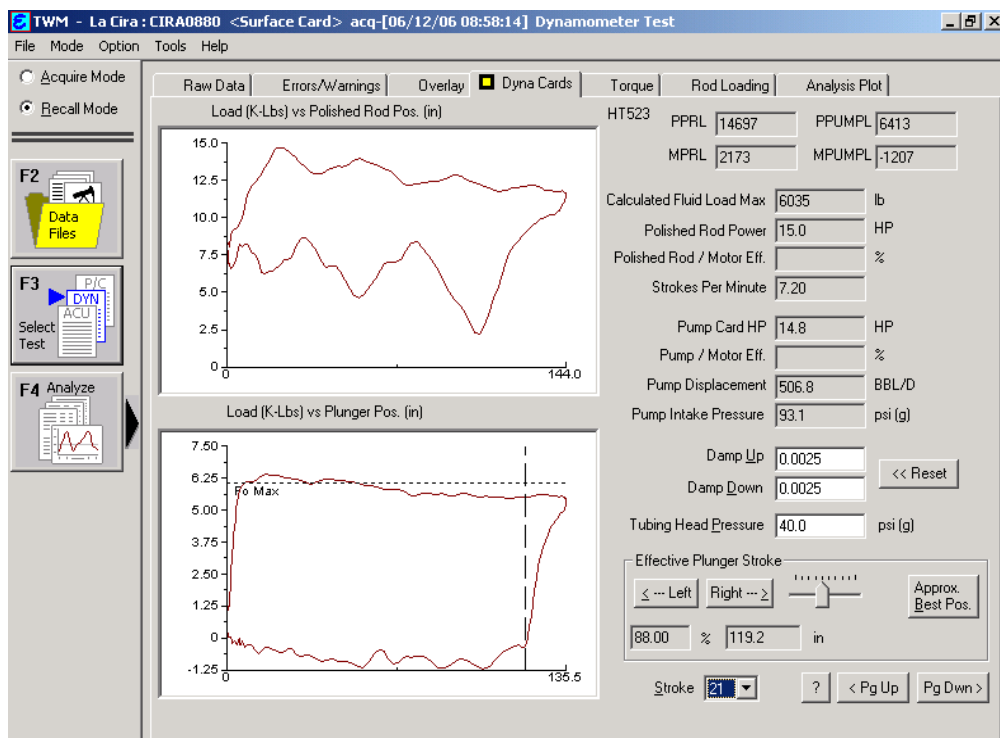 TWM - La Cira : CIRA0880 <Surface Card> acq-[06/12/06 08:58:14] Dynamometer Test
File Mode Option Tools Help
Acquire Mode
Recall Mode
F2
Data
Files
F3
P/C
DYN
ACU
Select
Test
F4 Analyze
Raw Data Errors/Warnings Overlay Dyna Cards Torque Rod Loading Analysis Plot
Load (K-Lbs) vs Polished Rod Pos. (in)
15.0
12.5
10.0
7.5
5.0
2.5
0
0 144.0
Load (K-Lbs) vs Plunger Pos. (in)
7.50
6.25
Fo Max
5.00
3.75
2.50
1.25
0
-1.25
0 135.5
HT523 PPRL 14697 PPUMPL 6413
MPRL 2173 MPUMPL -1207
Calculated Fluid Load Max 6035 lb
Polished Rod Power 15.0 HP
Polished Rod / Motor Eff. %
Strokes Per Minute 7.20
Pump Card HP 14.8 HP
Pump / Motor Eff. %
Pump Displacement 506.8 BBL/D
Pump Intake Pressure 93.1 psi (g)
Damp Up 0.0025
<< Reset
Damp Down 0.0025
Tubing Head Pressure 40.0 psi (g)
Effective Plunger Stroke
< --- Left Right --- > Approx.
Best Pos.
88.00 % 119.2 in
Stroke 21 ? < Pg Up Pg Dwn >